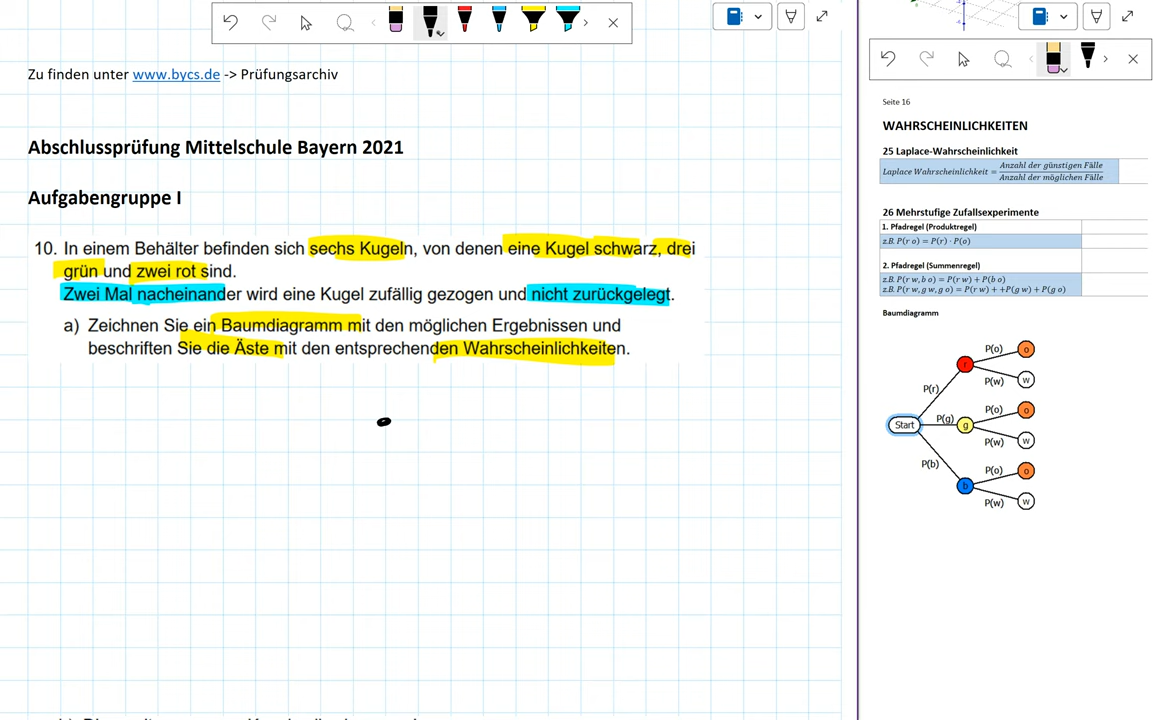 Zu finden unter www.bycs.de -> Prüfungsarchiv
Abschlussprüfung Mittelschule Bayern 2021
Aufgabengruppe I
10. In einem Behälter befinden sich sechs Kugeln, von denen eine Kugel schwarz, drei
grün und zwei rot sind.
Zwei Mal nacheinander wird eine Kugel zufällig gezogen und nicht zurückgelegt.
a) Zeichnen Sie ein Baumdiagramm mit den möglichen Ergebnissen und
beschriften Sie die Äste mit den entsprechenden Wahrscheinlichkeiten.
Seite 16
WAHRSCHEINLICHKEITEN
25 Laplace-Wahrscheinlichkeit
Laplace Wahrscheinlichkeit = Anzahl der günstigen Fälle
Anzahl der möglichen Fälle
26 Mehrstufige Zufallsexperimente
1. Pfadregel (Produktregel)
z.B. P(r o) = P(r) · P(o)
2. Pfadregel (Summenregel)
z.B. P(r w, b o) = P(r w) + P(b o)
z.B. P(r w, g w, g o) = P(r w) + +P(g w) + P(g o)
Baumdiagramm
P(o) o
r
P(r) P(w) w
P(o) o
Start P(g) g
P(w) w
P(b) P(o) o
b
P(w) w